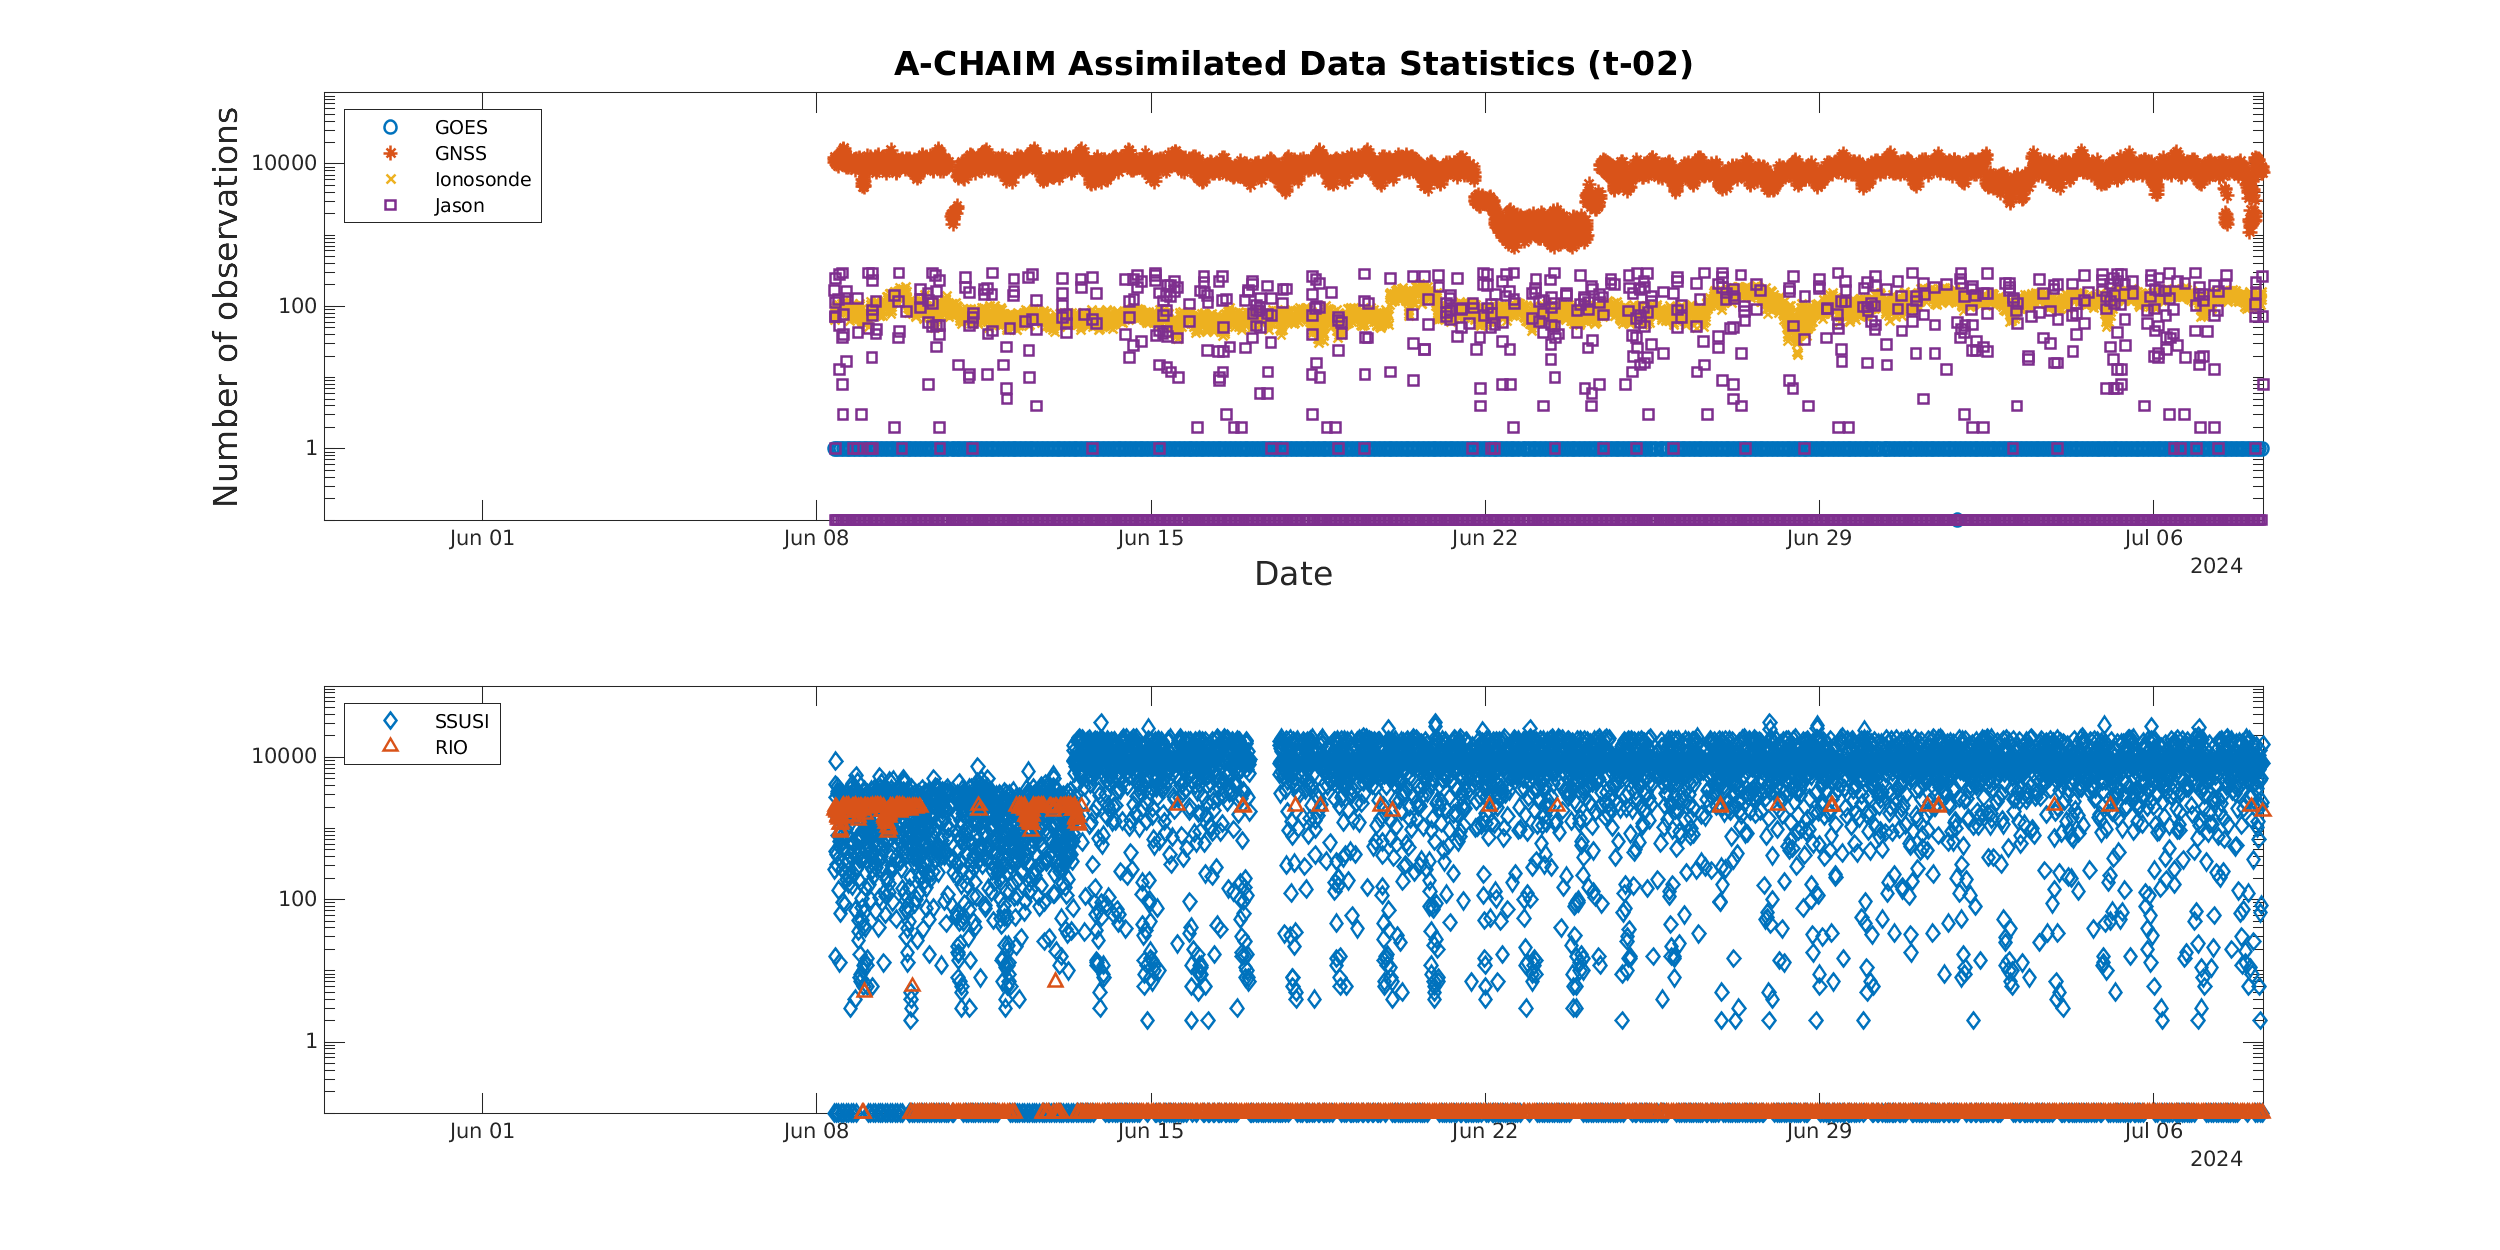 A-CHAIM Assimilated Data Statistics (t-02)
Number of observations
10000
100
1
GOES
GNSS
Ionosonde
Jason
Jun 01
Jun 08
Jun 15
Jun 22
Jun 29
Jul 06
2024
Date
10000
100
1
SSUSI
RIO
Jun 01
Jun 08
Jun 15
Jun 22
Jun 29
Jul 06
2024